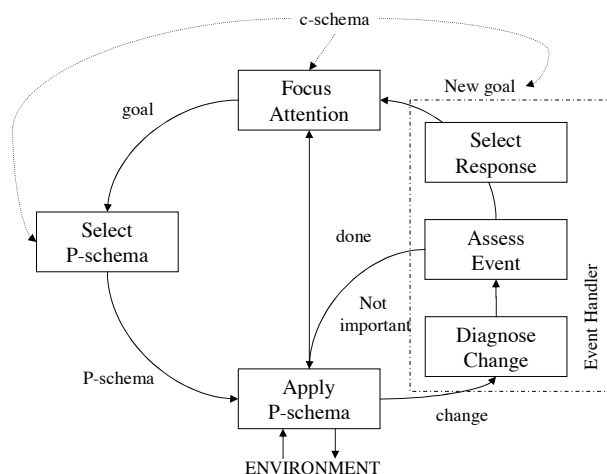 c-schema
New goal
Focus
Attention
goal
Select
Response
Select
P-schema
done
Assess
Event
Not
important
Event Handler
Diagnose
Change
P-schema
Apply
P-schema
change
ENVIRONMENT